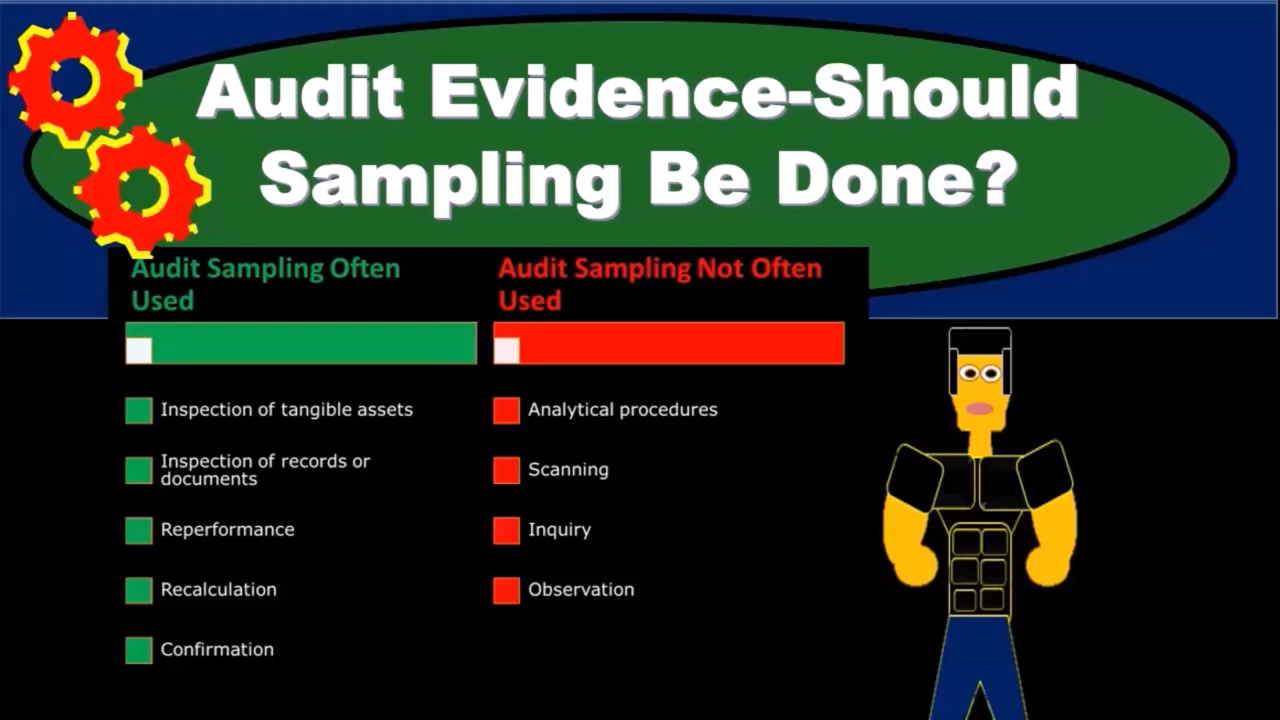 Audit Evidence-Should
Sampling Be Done?
Audit Sampling Often
Used
Inspection of tangible assets
Inspection of records or
documents
Reperformance
Recalculation
Confirmation
Audit Sampling Not Often
Used
Analytical procedures
Scanning
Inquiry
Observation